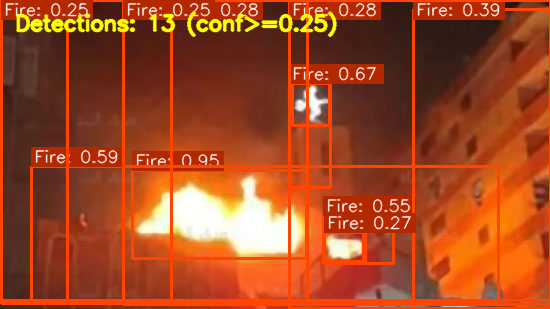 Fire: 0.25
Fire: 0.25 0.28
Fire: 0.28
Fire: 0.39
Detections: 13 (conf>=0.25)
Fire: 0.67
Fire: 0.59
Fire: 0.95
Fire: 0.55
Fire: 0.27